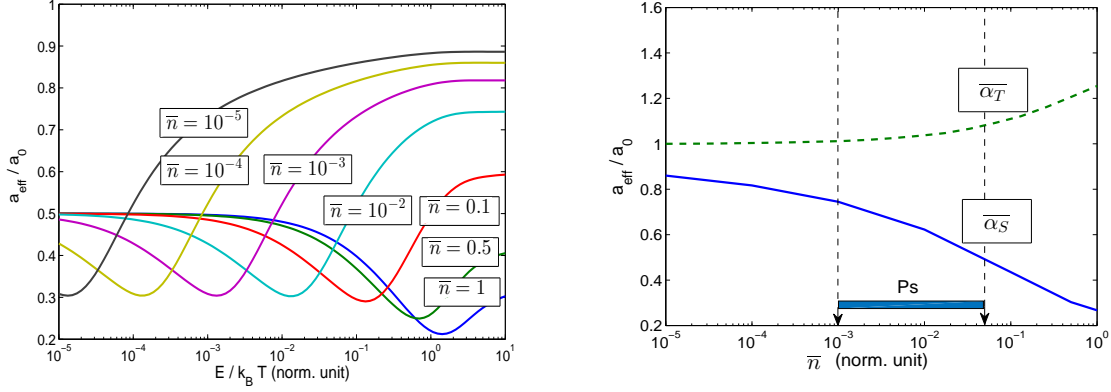 1
0.9
0.8
0.7
0.6
0.5
0.4
0.3
0.2
a_eff / a_0
10^-5
10^-4
10^-3
10^-2
10^-1
10^0
10^1
E / k_B T (norm. unit)
n̅ = 10^-5
n̅ = 10^-4
n̅ = 10^-3
n̅ = 10^-2
n̅ = 0.1
n̅ = 0.5
n̅ = 1
1.6
1.4
1.2
1
0.8
0.6
0.4
0.2
a_eff / a_0
α_T̅
α_S̅
Ps
10^-5
10^-4
10^-3
10^-2
10^-1
10^0
n̅ (norm. unit)